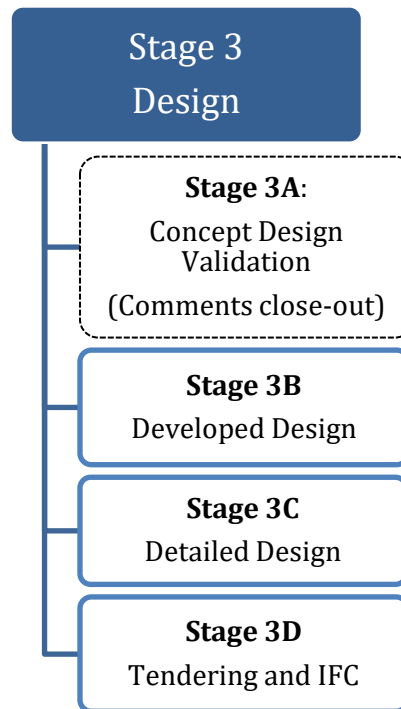 Stage 3
Design
Stage 3A:
Concept Design
Validation
(Comments close-out)
Stage 3B
Developed Design
Stage 3C
Detailed Design
Stage 3D
Tendering and IFC